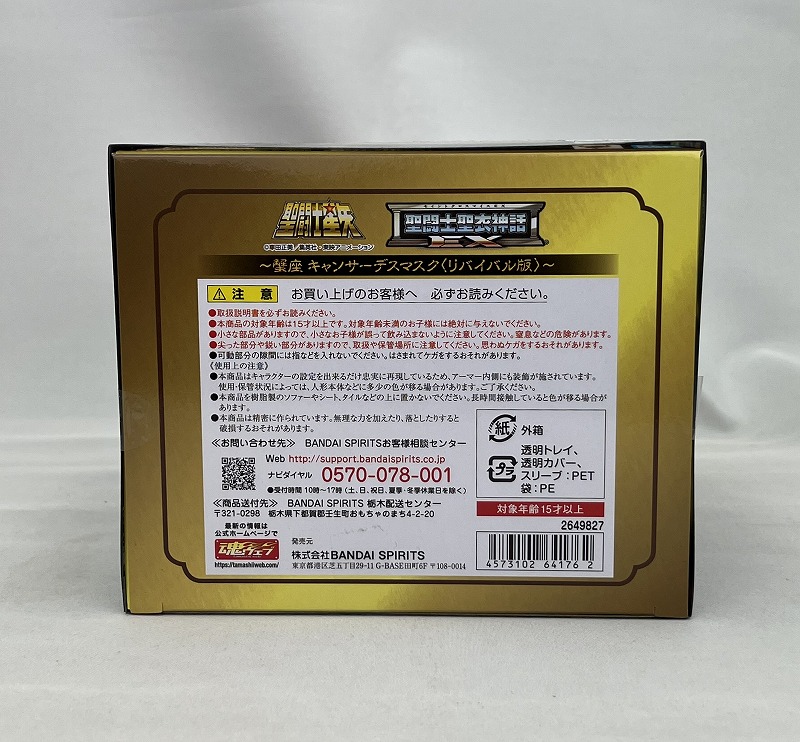 聖闘士星矢
聖闘士聖衣神話
EX
©車田正美/集英社・東映アニメーション
～蟹座 キャンサーデスマスク〈リバイバル版〉～
注 意 お買い上げのお客様へ 必ずお読みください。
●取扱説明書を必ずお読みください。
●本商品の対象年齢は15才以上です。対象年齢未満のお子様には絶対に与えないでください。
●小さな部品がありますので、小さなお子様が誤って飲み込まないように注意してください。窒息などの危険があります。
●尖った部分や鋭い部分がありますので、取扱や保管場所に注意してください。思わぬケガをするおそれがあります。
●可動部分の隙間には指などを入れないでください。はさまれてケガをするおそれがあります。
《使用上の注意》
●本商品はキャラクターの設定を出来るだけ忠実に再現しているため、アーマー内側にも装飾が施されています。
使用・保管状況によっては、人形本体などに多少の色が移る場合があります。ご了承ください。
●本商品を樹脂製のソファーやシート、タイルなどの上に置かないでください。長時間接触していると色が移る場合が
あります。
●本商品は精密に作られています。無理な力を加えたり、落としたりすると
破損するおそれがあります。
≪お問い合わせ先≫ BANDAI SPIRITSお客様相談センター
Web http://support.bandaispirits.co.jp
ナビダイヤル 0570-078-001
●受付時間 10時～17時(土、日、祝日、夏季・冬季休業日を除く)
≪商品送付先≫ BANDAI SPIRITS 栃木配送センター
〒321-0298 栃木県下都賀郡壬生町おもちゃのまち4-2-20
最新の情報は
公式ホームページで
魂ウェブ
https://tamashiiweb.com/
発売元
株式会社BANDAI SPIRITS
東京都港区芝五丁目29-11 G-BASE田町6F 〒108-0014
紙 外箱
プラ 透明トレイ、
透明カバー、
スリーブ:PET
袋:PE
対象年齢15才以上
2649827
4573102 641762